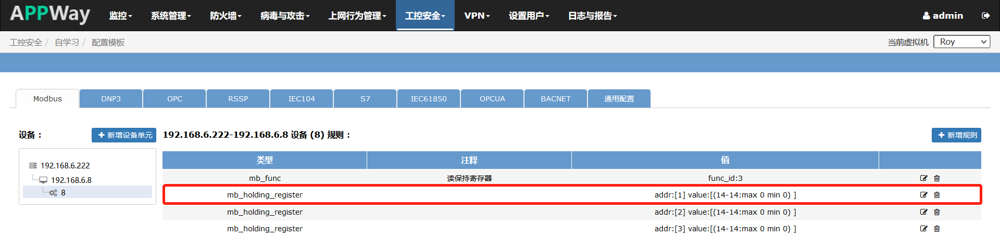 APPWay 监控 系统管理 防火墙 病毒与攻击 上网行为管理 工控安全 VPN 设置用户 日志与报告 admin
工控安全 / 自学习 / 配置模板 当前虚拟机 Roy
Modbus DNP3 OPC RSSP IEC104 S7 IEC61850 OPCUA BACNET 通用配置
设备： 新增设备单元 192.168.6.222-192.168.6.8 设备 (8) 规则： 新增规则
192.168.6.222
192.168.6.8
8
类型 注释 值
mb_func 读保持寄存器 func_id:3
mb_holding_register addr:[1] value:[(14-14:max 0 min 0) ]
mb_holding_register addr:[2] value:[(14-14:max 0 min 0) ]
mb_holding_register addr:[3] value:[(14-14:max 0 min 0) ]